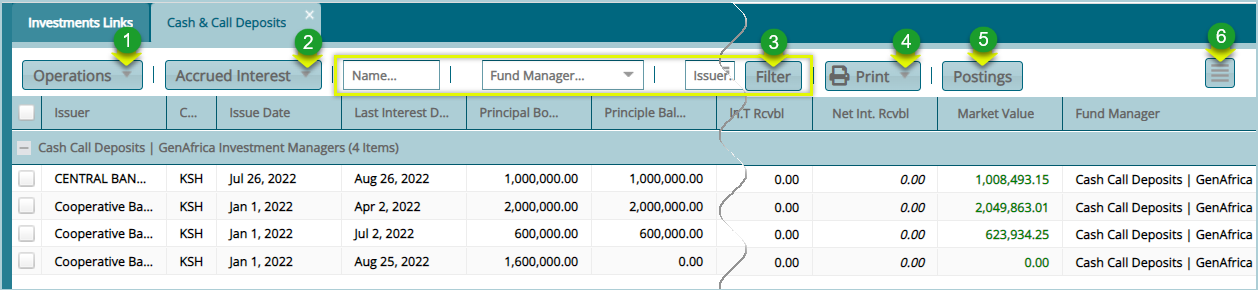 Investments Links Cash & Call Deposits ×
1 2 3 4 5 6
Operations Accrued Interest Name... Fund Manager... Issuer. Filter Print Postings
Issuer C... Issue Date Last Interest D... Principal Bo... Principle Bal... In.T Rcvbl Net Int. Rcvbl Market Value Fund Manager
Cash Call Deposits | GenAfrica Investment Managers (4 Items)
CENTRAL BAN... KSH Jul 26, 2022 Aug 26, 2022 1,000,000.00 1,000,000.00 0.00 0.00 1,008,493.15 Cash Call Deposits | GenAfrica
Cooperative Ba... KSH Jan 1, 2022 Apr 2, 2022 2,000,000.00 2,000,000.00 0.00 0.00 2,049,863.01 Cash Call Deposits | GenAfrica
Cooperative Ba... KSH Jan 1, 2022 Jul 2, 2022 600,000.00 600,000.00 0.00 0.00 623,934.25 Cash Call Deposits | GenAfrica
Cooperative Ba... KSH Jan 1, 2022 Aug 25, 2022 1,600,000.00 0.00 0.00 0.00 0.00 Cash Call Deposits | GenAfrica